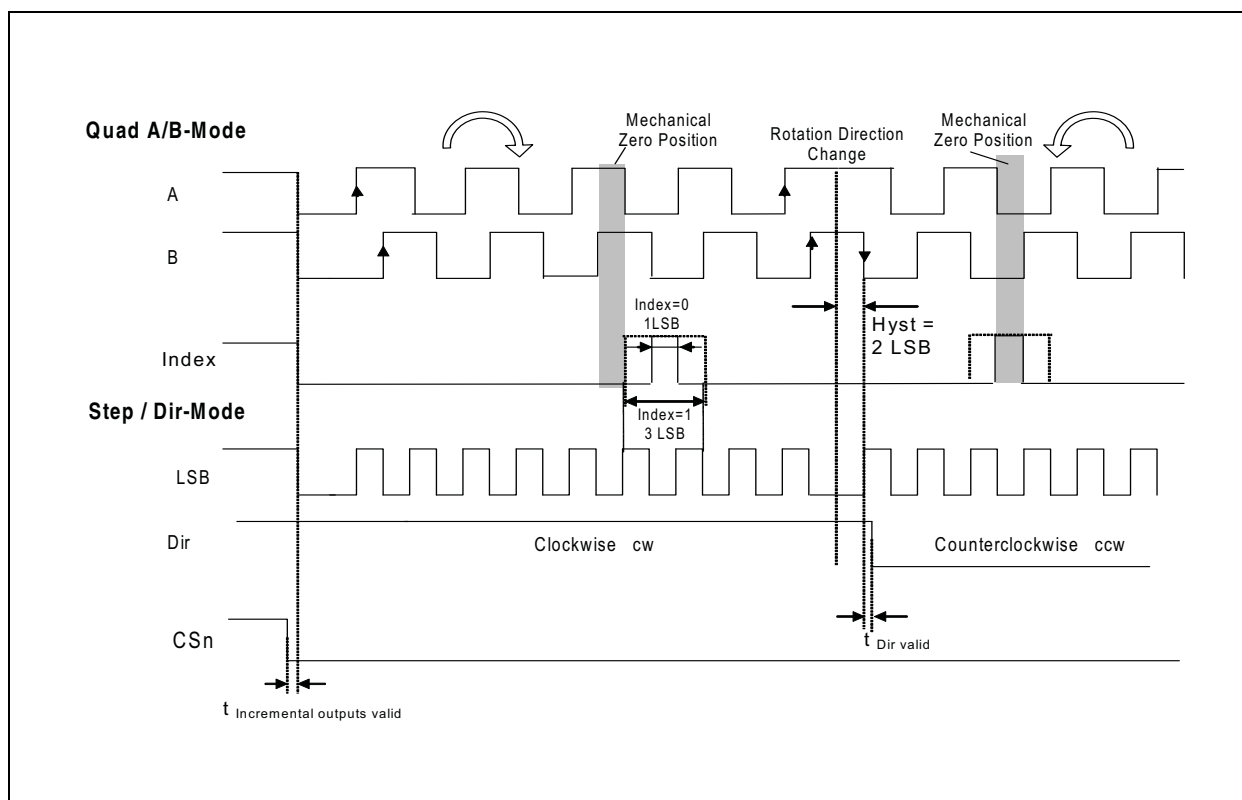 Quad A/B-Mode
Mechanical
Zero Position
Rotation Direction
Change
Mechanical
Zero Position
A
B
Index=0
1LSB
Hyst =
2 LSB
Index
Step / Dir-Mode
Index=1
3 LSB
LSB
Dir
Clockwise cw
Counterclockwise ccw
CSn
t Dir valid
t Incremental outputs valid